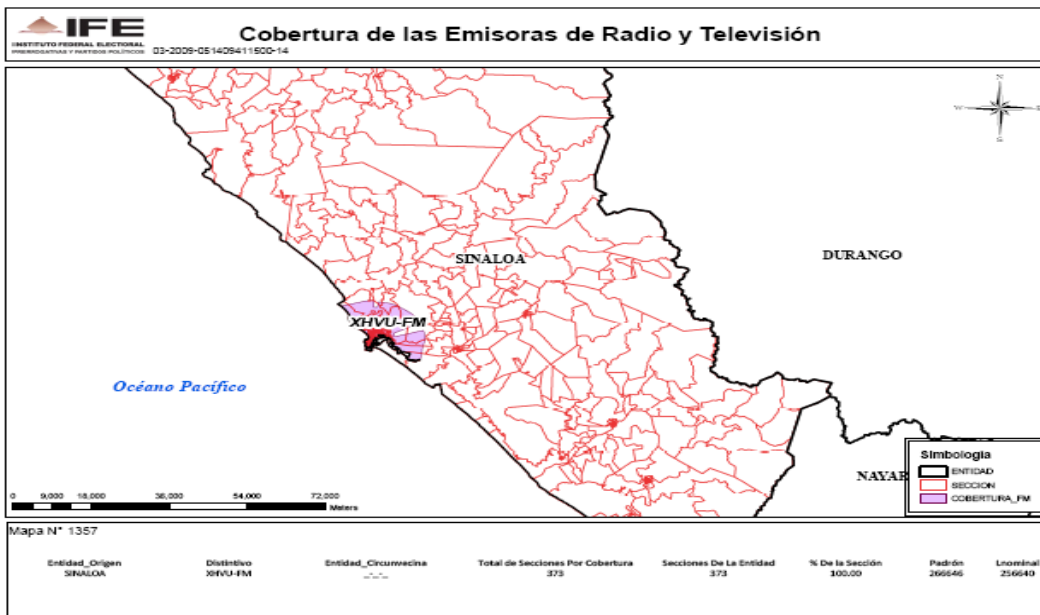 IFE
INSTITUTO FEDERAL ELECTORAL
PRERROGATIVAS Y PARTIDOS POLÍTICOS
03-2009-051409411500-14
Cobertura de las Emisoras de Radio y Televisión
N
W
S
SINALOA
DURANGO
XHVU-FM
Océano Pacífico
NAYAR
Simbología
ENTIDAD
SECCION
COBERTURA_FM
0 9,000 18,000 36,000 54,000 72,000
Meters
Mapa N° 1357
Entidad_Origen Distintivo Entidad_Circunvecina Total de Secciones Por Cobertura Secciones De La Entidad % De la Sección Padrón Lnominal
SINALOA XHVU-FM _-_-_ 373 373 100.00 266646 256640